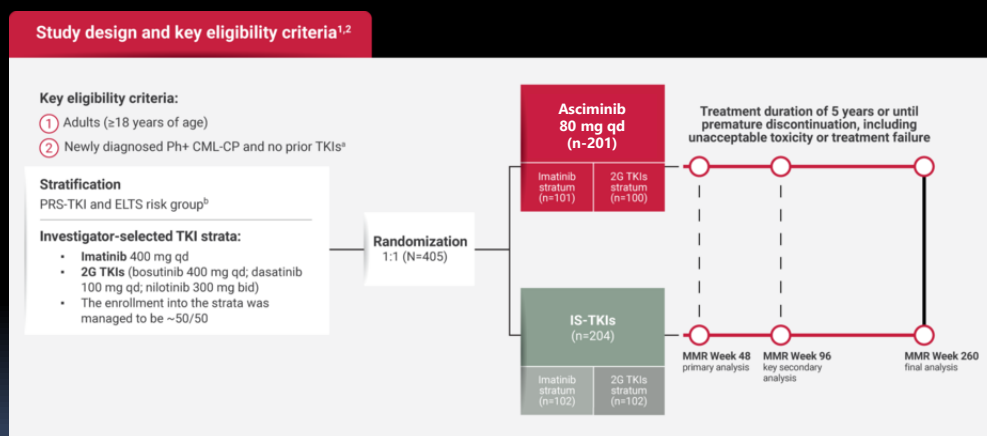 Study design and key eligibility criteria1,2
Key eligibility criteria:
1 Adults (≥18 years of age)
2 Newly diagnosed Ph+ CML-CP and no prior TKIsa
Stratification
PRS-TKI and ELTS risk groupb
Investigator-selected TKI strata:
• Imatinib 400 mg qd
• 2G TKIs (bosutinib 400 mg qd; dasatinib
100 mg qd; nilotinib 300 mg bid)
• The enrollment into the strata was
managed to be ~50/50
Randomization
1:1 (N=405)
Asciminib
80 mg qd
(n-201)
Imatinib
stratum
(n=101)
2G TKIs
stratum
(n=100)
IS-TKIs
(n=204)
Imatinib
stratum
(n=102)
2G TKIs
stratum
(n=102)
Treatment duration of 5 years or until
premature discontinuation, including
unacceptable toxicity or treatment failure
MMR Week 48
primary analysis
MMR Week 96
key secondary
analysis
MMR Week 260
final analysis